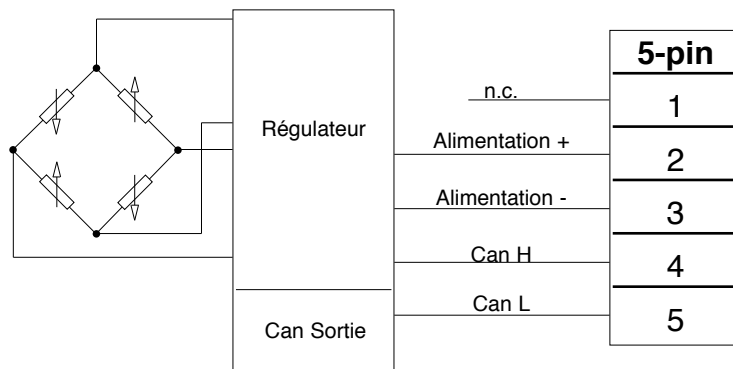 5-pin
n.c.
1
Régulateur
Alimentation +
2
Alimentation -
3
Can H
4
Can L
5
Can Sortie